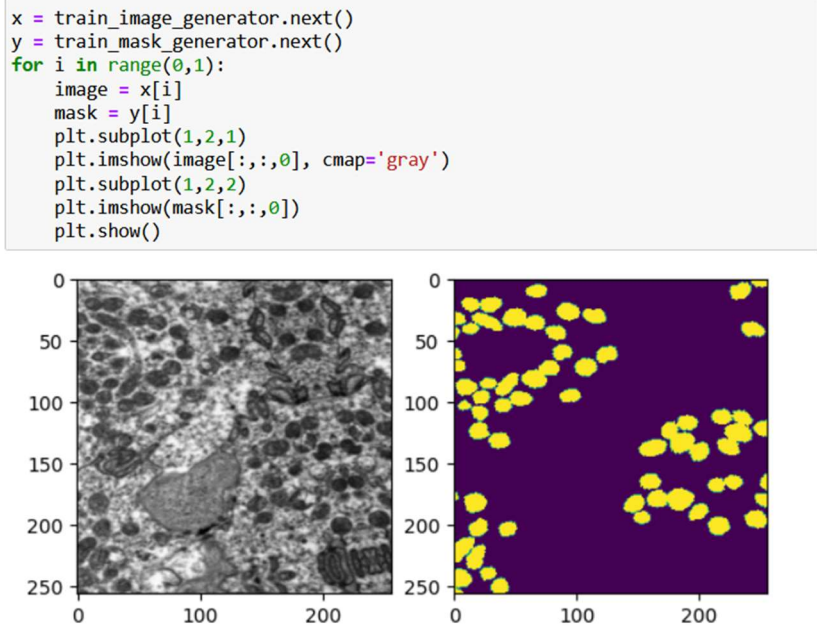 x = train_image_generator.next()
y = train_mask_generator.next()
for i in range(0,1):
    image = x[i]
    mask = y[i]
    plt.subplot(1,2,1)
    plt.imshow(image[:,:,0], cmap='gray')
    plt.subplot(1,2,2)
    plt.imshow(mask[:,:,0])
    plt.show()
0
50
100
150
200
250
0 100 200
0
50
100
150
200
250
0 100 200